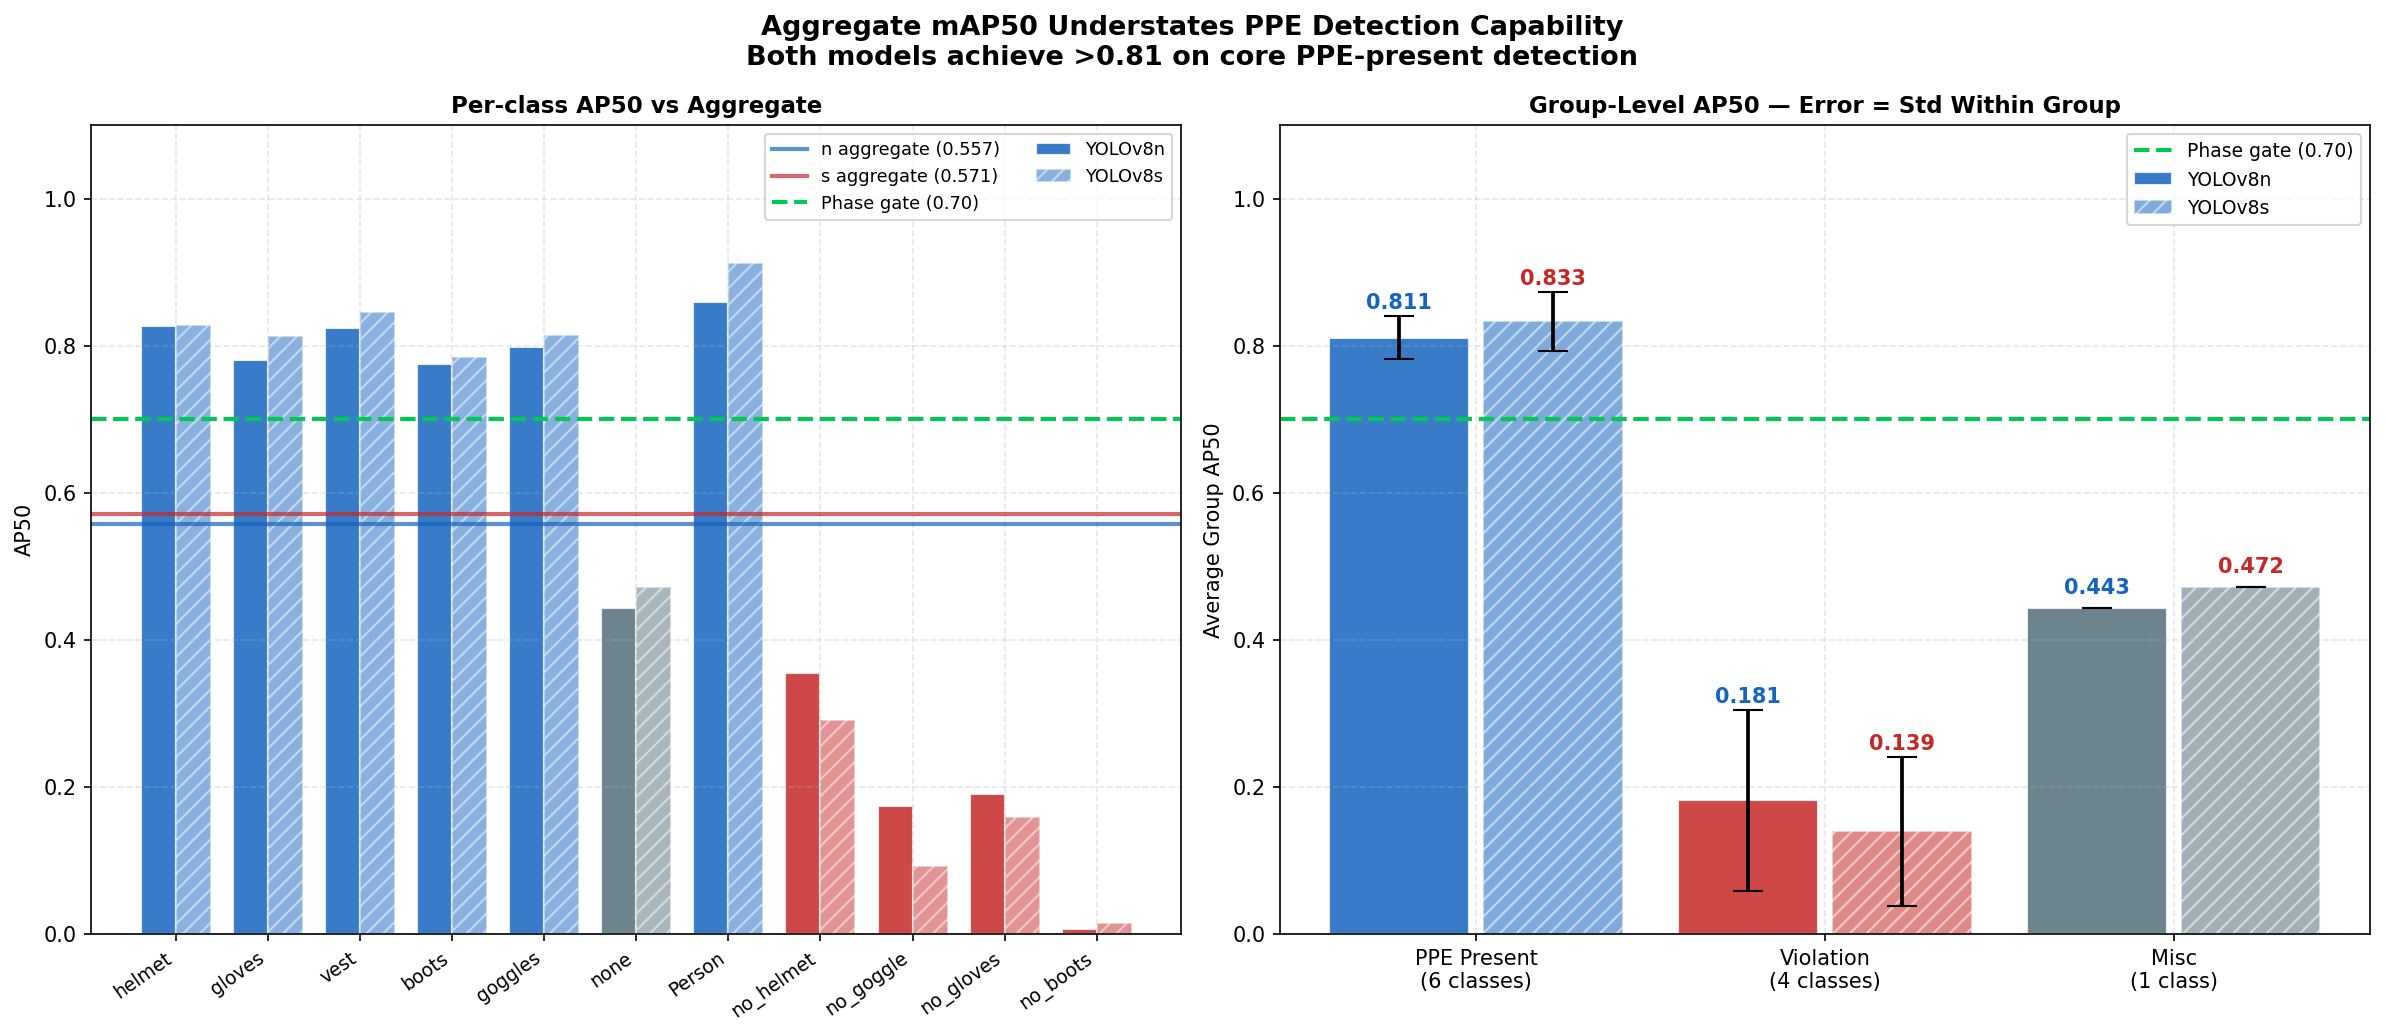 Aggregate mAP50 Understates PPE Detection Capability
Both models achieve >0.81 on core PPE-present detection
Per-class AP50 vs Aggregate
n aggregate (0.557)
s aggregate (0.571)
Phase gate (0.70)
YOLOv8n
YOLOv8s
AP50
1.0
0.8
0.6
0.4
0.2
0.0
helmet
gloves
vest
boots
goggles
none
Person
no_helmet
no_goggle
no_gloves
no_boots
Group-Level AP50 — Error = Std Within Group
Phase gate (0.70)
YOLOv8n
YOLOv8s
Average Group AP50
1.0
0.8
0.6
0.4
0.2
0.0
0.811
0.833
0.181
0.139
0.443
0.472
PPE Present
(6 classes)
Violation
(4 classes)
Misc
(1 class)